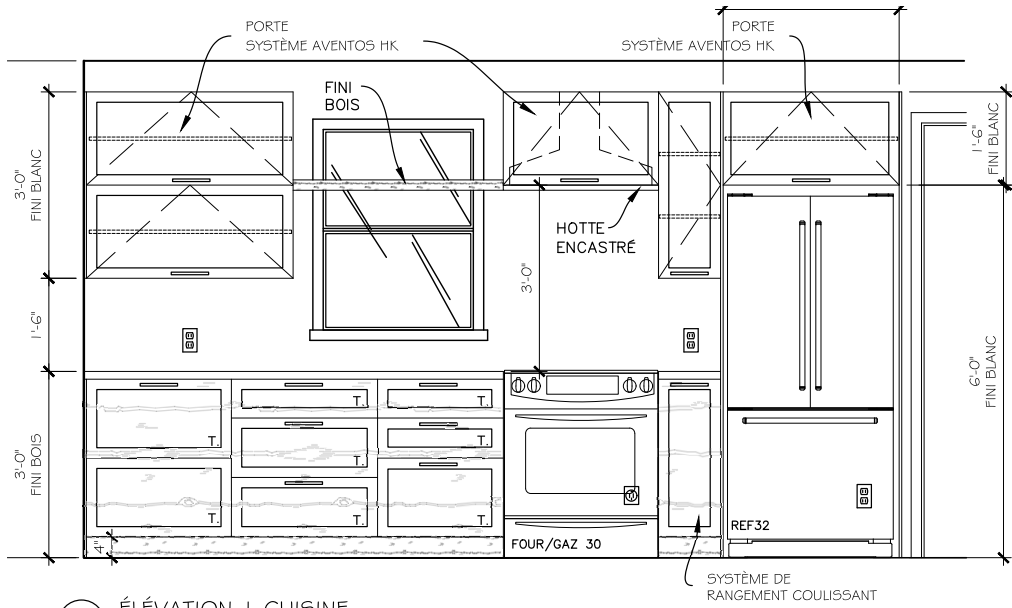 PORTE
SYSTÈME AVENTOS HK
PORTE
SYSTÈME AVENTOS HK
FINI
BOIS
3'-0"
FINI BLANC
1'-6"
FINI BLANC
HOTTE
ENCASTRÉ
3'-0"
1'-6"
6'-0"
FINI BLANC
T.
T.
T.
T.
T.
T.
T.
T.
3'-0"
FINI BOIS
4"
FOUR/GAZ 30
REF32
SYSTÈME DE
RANGEMENT COULISSANT
ÉLÉVATION I CUISINE